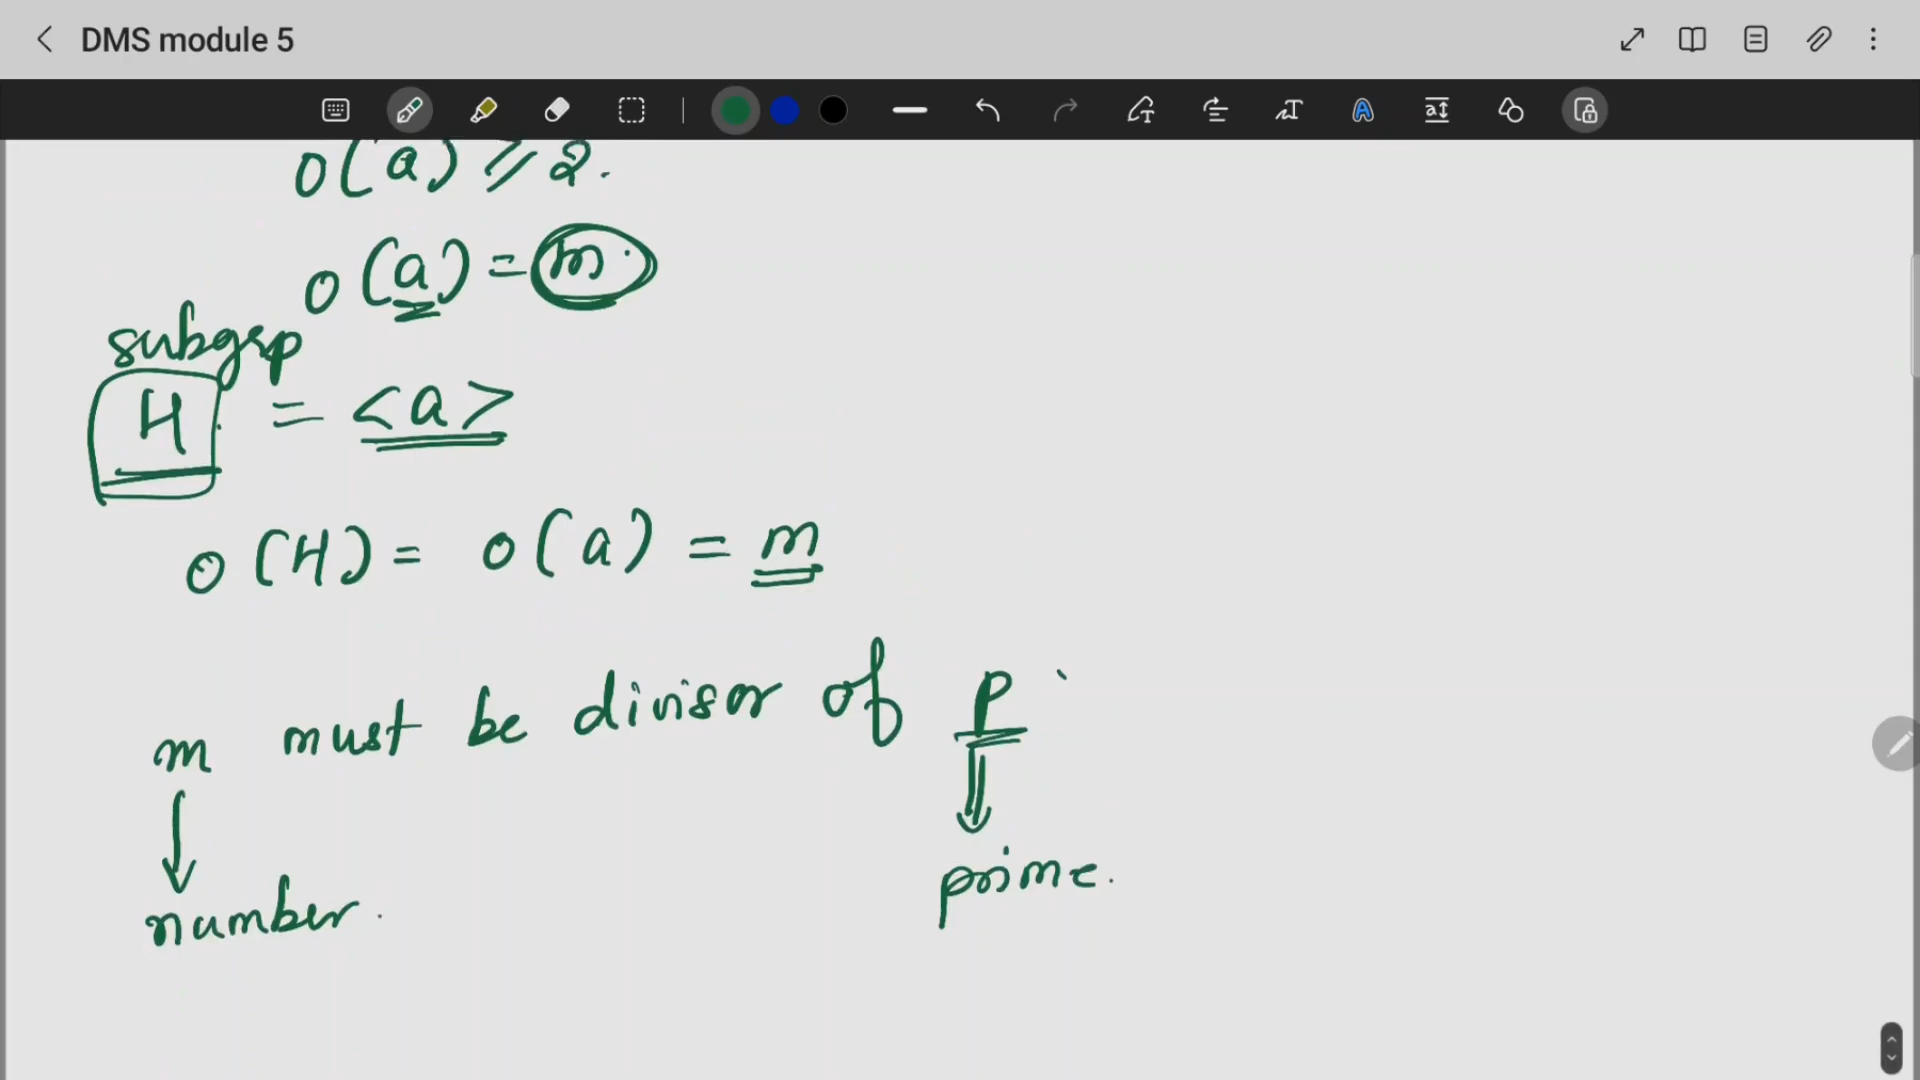 DMS module 5
o(a) ⩾ 2.
o(a) = m
subgrp
H = <a>
o(H) = o(a) = m
m must be divisor of p
number. prime.